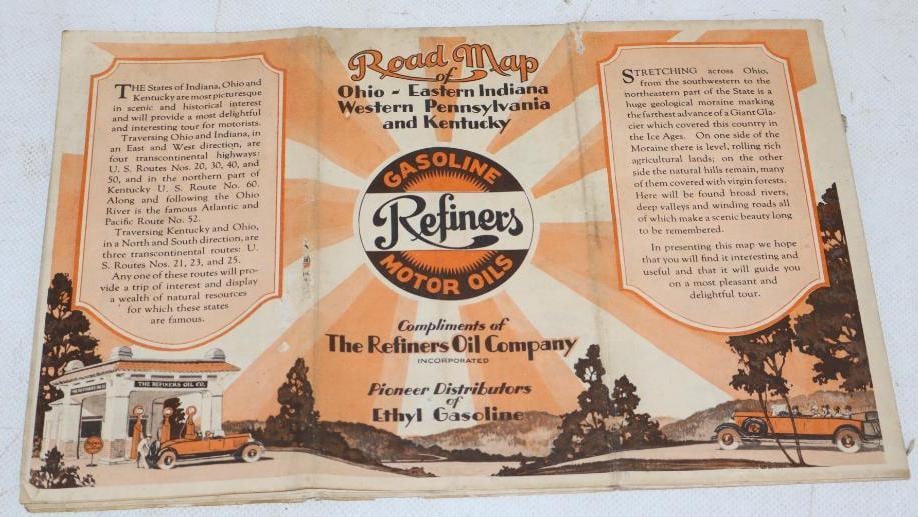 THE States of Indiana, Ohio and
Kentucky are most picturesque
in scenic and historical interest
and will provide a most delightful
and interesting tour for motorists.
Traversing Ohio and Indiana, in
an East and West direction, are
four transcontinental highways:
U. S. Routes Nos. 20, 30, 40, and
50, and in the northern part of
Kentucky U. S. Route No. 60.
Along and following the Ohio
River is the famous Atlantic and
Pacific Route No. 52.
Traversing Kentucky and Ohio,
in a North and South direction, are
three transcontinental routes: U.
S. Routes Nos. 21, 23, and 25.
Any one of these routes will pro-
vide a trip of interest and display
a wealth of natural resources
for which these states
are famous.
Road Map
of
Ohio - Eastern Indiana
Western Pennsylvania
and Kentucky
GASOLINE
Refiners
MOTOR OILS
Compliments of
The Refiners Oil Company
INCORPORATED
Pioneer Distributors
of
Ethyl Gasoline
STRETCHING across Ohio,
from the southwestern to the
northeastern part of the State is a
huge geological moraine marking
the farthest advance of a Giant Gla-
cier which covered this country in
the Ice Ages. On one side of the
Moraine there is level, rolling rich
agricultural lands; on the other
side the natural hills remain, many
of them covered with virgin forests.
Here will be found broad rivers,
deep valleys and winding roads all
of which make a scenic beauty long
to be remembered.
In presenting this map we hope
that you will find it interesting and
useful and that it will guide you
on a most pleasant and
delightful tour.
THE REFINERS OIL CO.